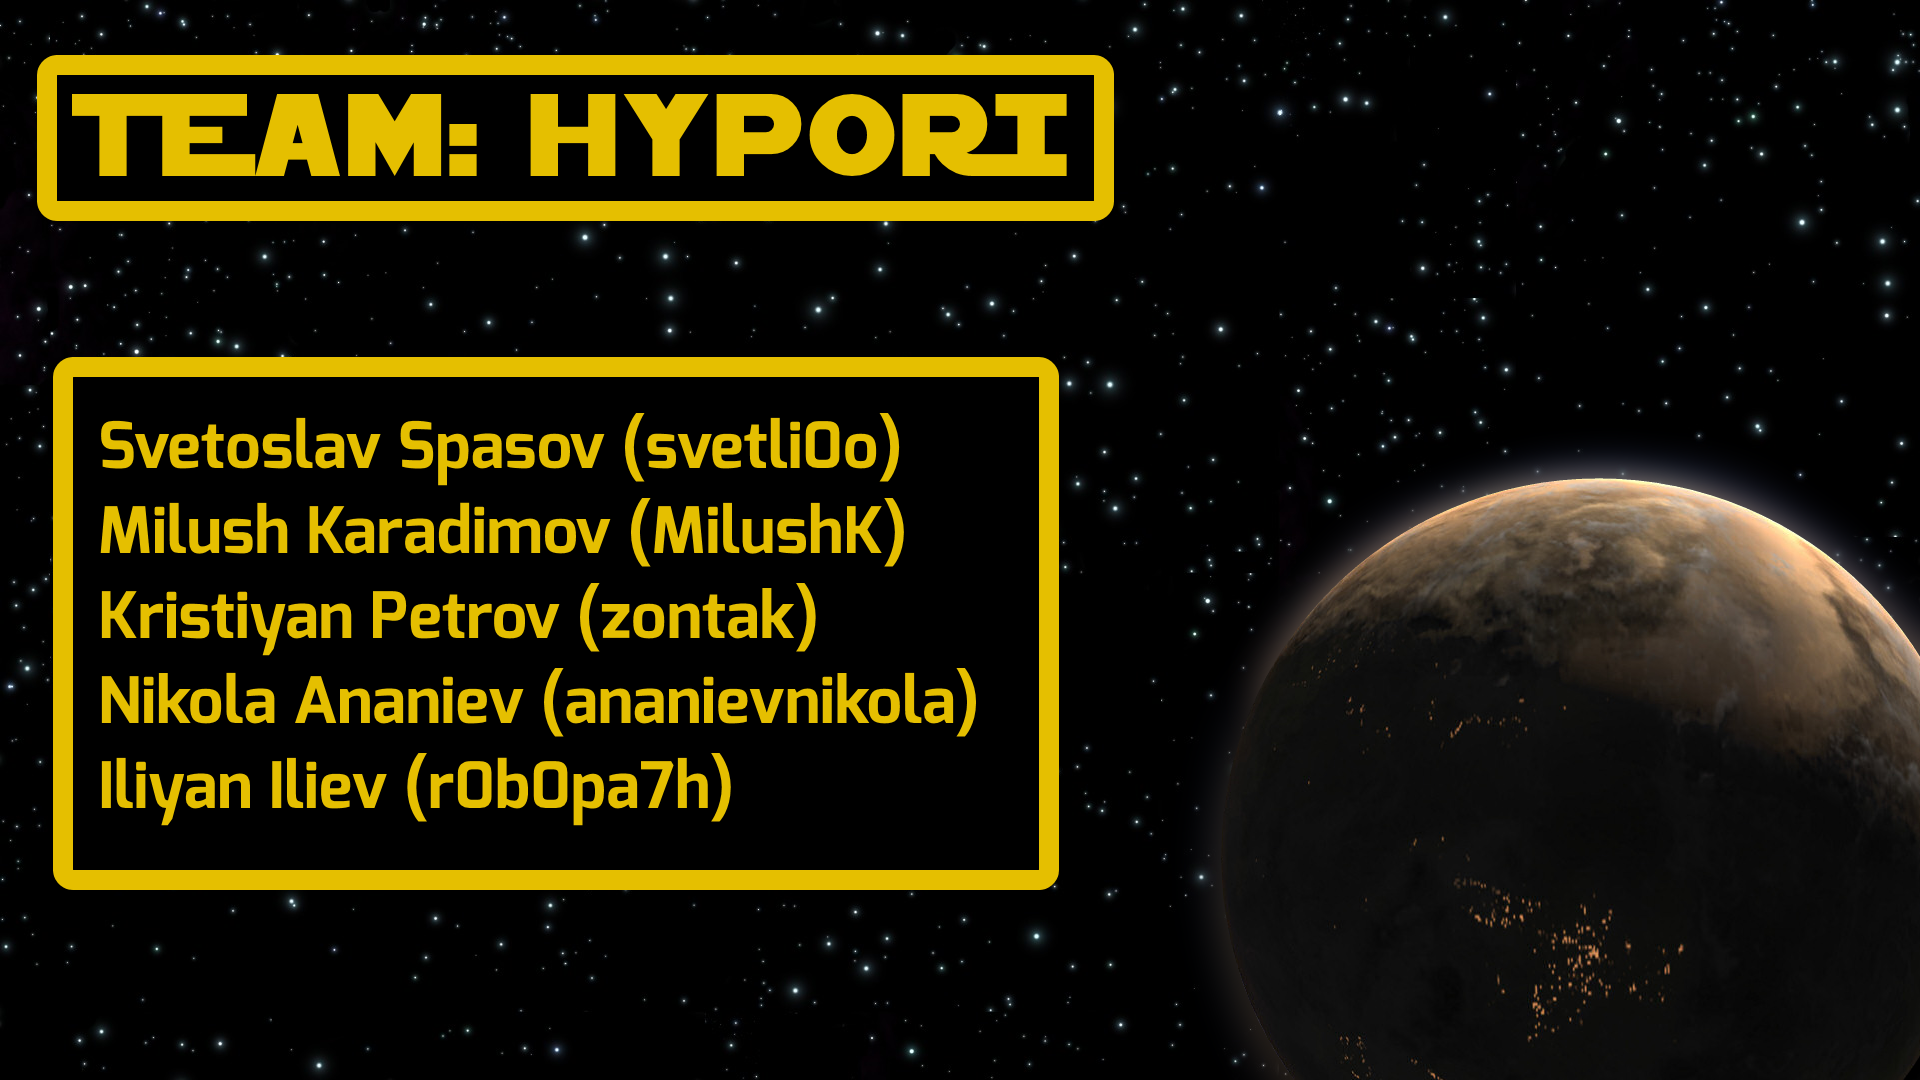 TEAM: HYPORI
Svetoslav Spasov (svetli0o)
Milush Karadimov (MilushK)
Kristiyan Petrov (zontak)
Nikola Ananiev (ananievnikola)
Iliyan Iliev (r0b0pa7h)